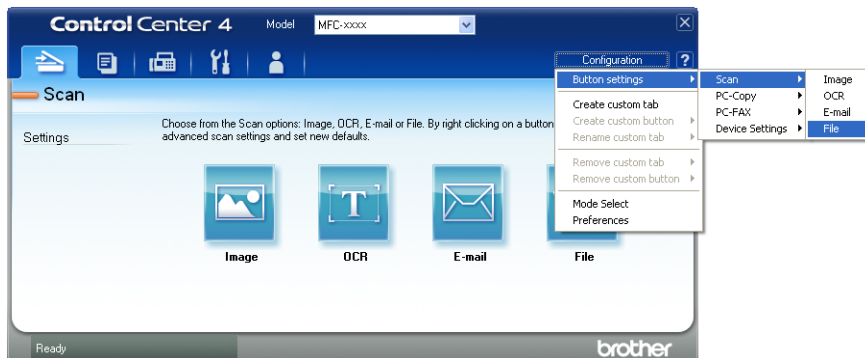 Control Center 4
Model MFC-xxxx
Configuration ?
Scan
Settings
Choose from the Scan options: Image, OCR, E-mail or File. By right clicking on a button
advanced scan settings and set new defaults.
Image
[T]
OCR
E-mail
File
Button settings
Create custom tab
Create custom button
Rename custom tab
Remove custom tab
Remove custom button
Mode Select
Preferences
Scan
PC-Copy
PC-FAX
Device Settings
Image
OCR
E-mail
File
Ready
brother